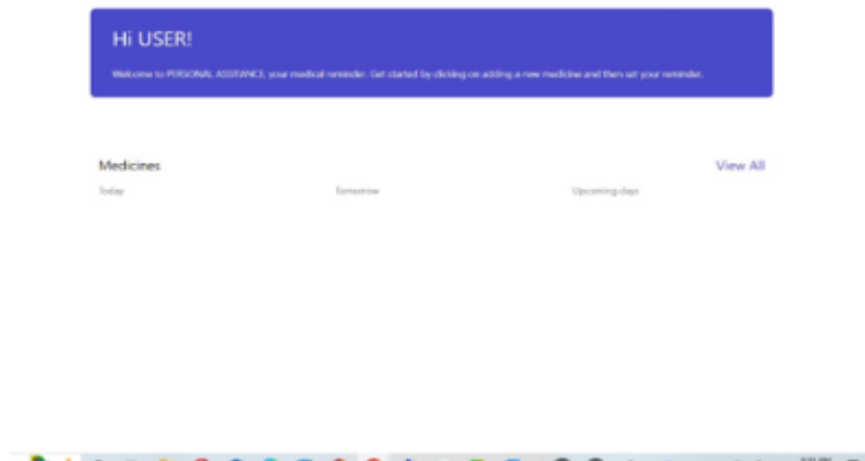 Hi USER!
Welcome to PERSONAL ASSITANCE, your medical reminder. Get started by clicking on adding a new medicine and then set your reminder.
Medicines
View All
Today
Tomorrow
Upcoming days